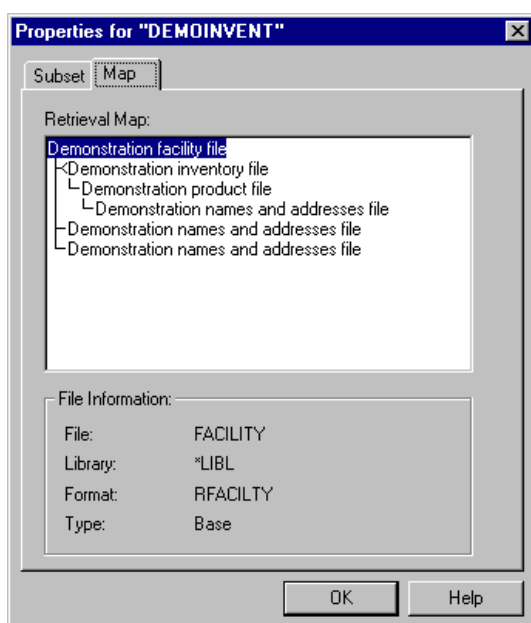 Properties for "DEMOINVENT"
Subset Map
Retrieval Map:
Demonstration facility file
Demonstration inventory file
Demonstration product file
Demonstration names and addresses file
Demonstration names and addresses file
Demonstration names and addresses file
File Information:
File: FACILITY
Library: *LIBL
Format: RFACILTY
Type: Base
OK Help